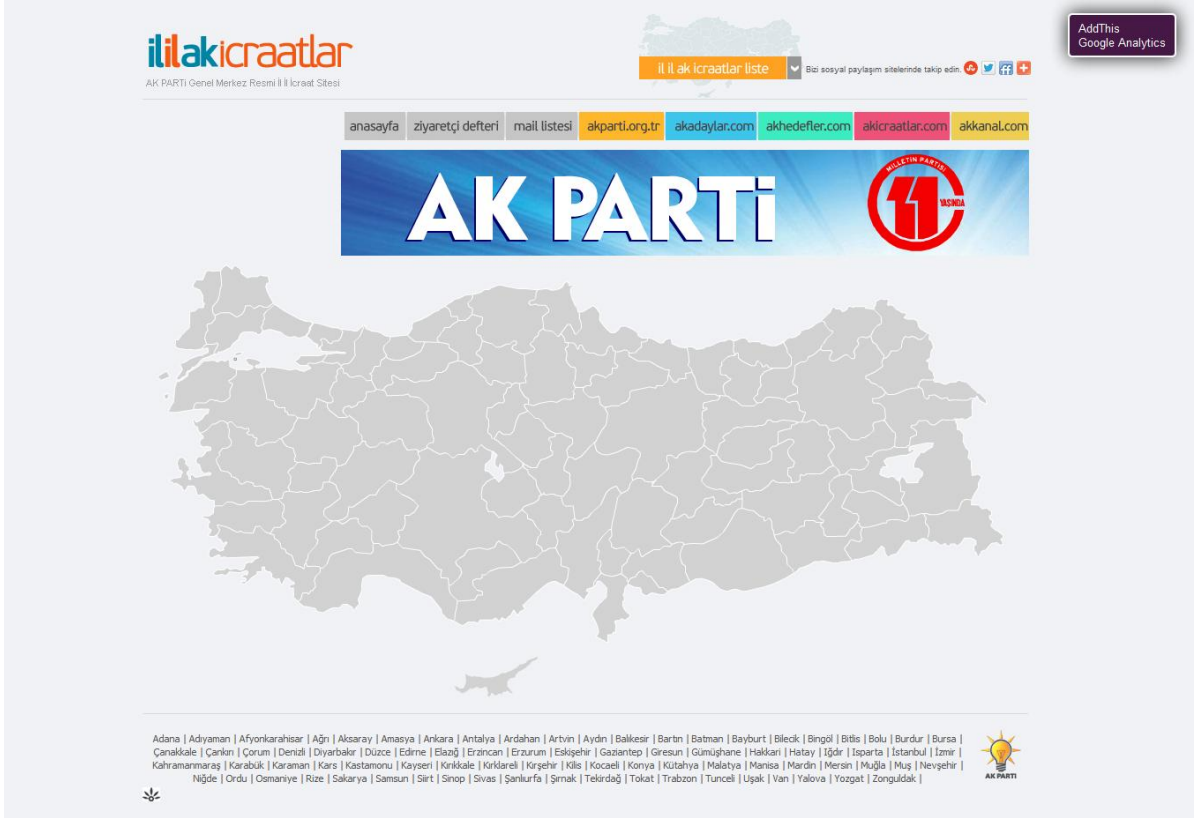 AddThis
Google Analytics
ililakicraatlar
AK PARTİ Genel Merkez Resmi İl İl İcraat Sitesi
il il ak icraatlar liste
Bizi sosyal paylaşım sitelerinde takip edin.
anasayfa ziyaretçi defteri mail listesi akparti.org.tr akadaylar.com akhedefler.com akicraatlar.com akkanal.com
AK PARTİ
MİLLETİN PARTİSİ
11
YAŞINDA
Adana | Adıyaman | Afyonkarahisar | Ağrı | Aksaray | Amasya | Ankara | Antalya | Ardahan | Artvin | Aydın | Balıkesir | Bartın | Batman | Bayburt | Bilecik | Bingöl | Bitlis | Bolu | Burdur | Bursa |
Çanakkale | Çankırı | Çorum | Denizli | Diyarbakır | Düzce | Edirne | Elazığ | Erzincan | Erzurum | Eskişehir | Gaziantep | Giresun | Gümüşhane | Hakkari | Hatay | Iğdır | Isparta | İstanbul | İzmir |
Kahramanmaraş | Karabük | Karaman | Kars | Kastamonu | Kayseri | Kırıkkale | Kırklareli | Kırşehir | Kilis | Kocaeli | Konya | Kütahya | Malatya | Manisa | Mardin | Mersin | Muğla | Muş | Nevşehir |
Niğde | Ordu | Osmaniye | Rize | Sakarya | Samsun | Siirt | Sinop | Sivas | Şanlıurfa | Şırnak | Tekirdağ | Tokat | Trabzon | Tunceli | Uşak | Van | Yalova | Yozgat | Zonguldak |
AK PARTİ